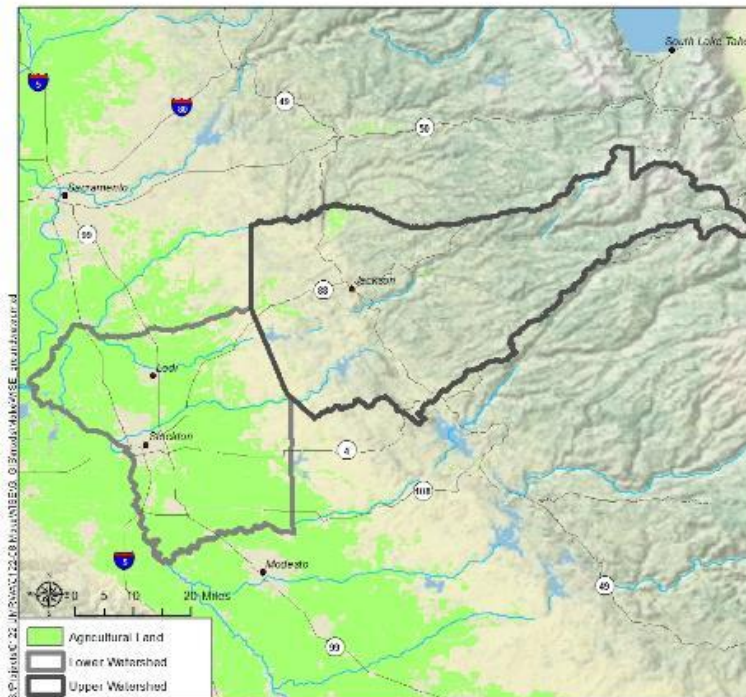 South Lake Tah
5
80
49
50
Sacramento
99
Jackson
88
Lodi
Stockton
4
108
5
Modesto
49
0 5 10 20 Miles
99
Agricultural Land
Lower Watershed
Upper Watershed